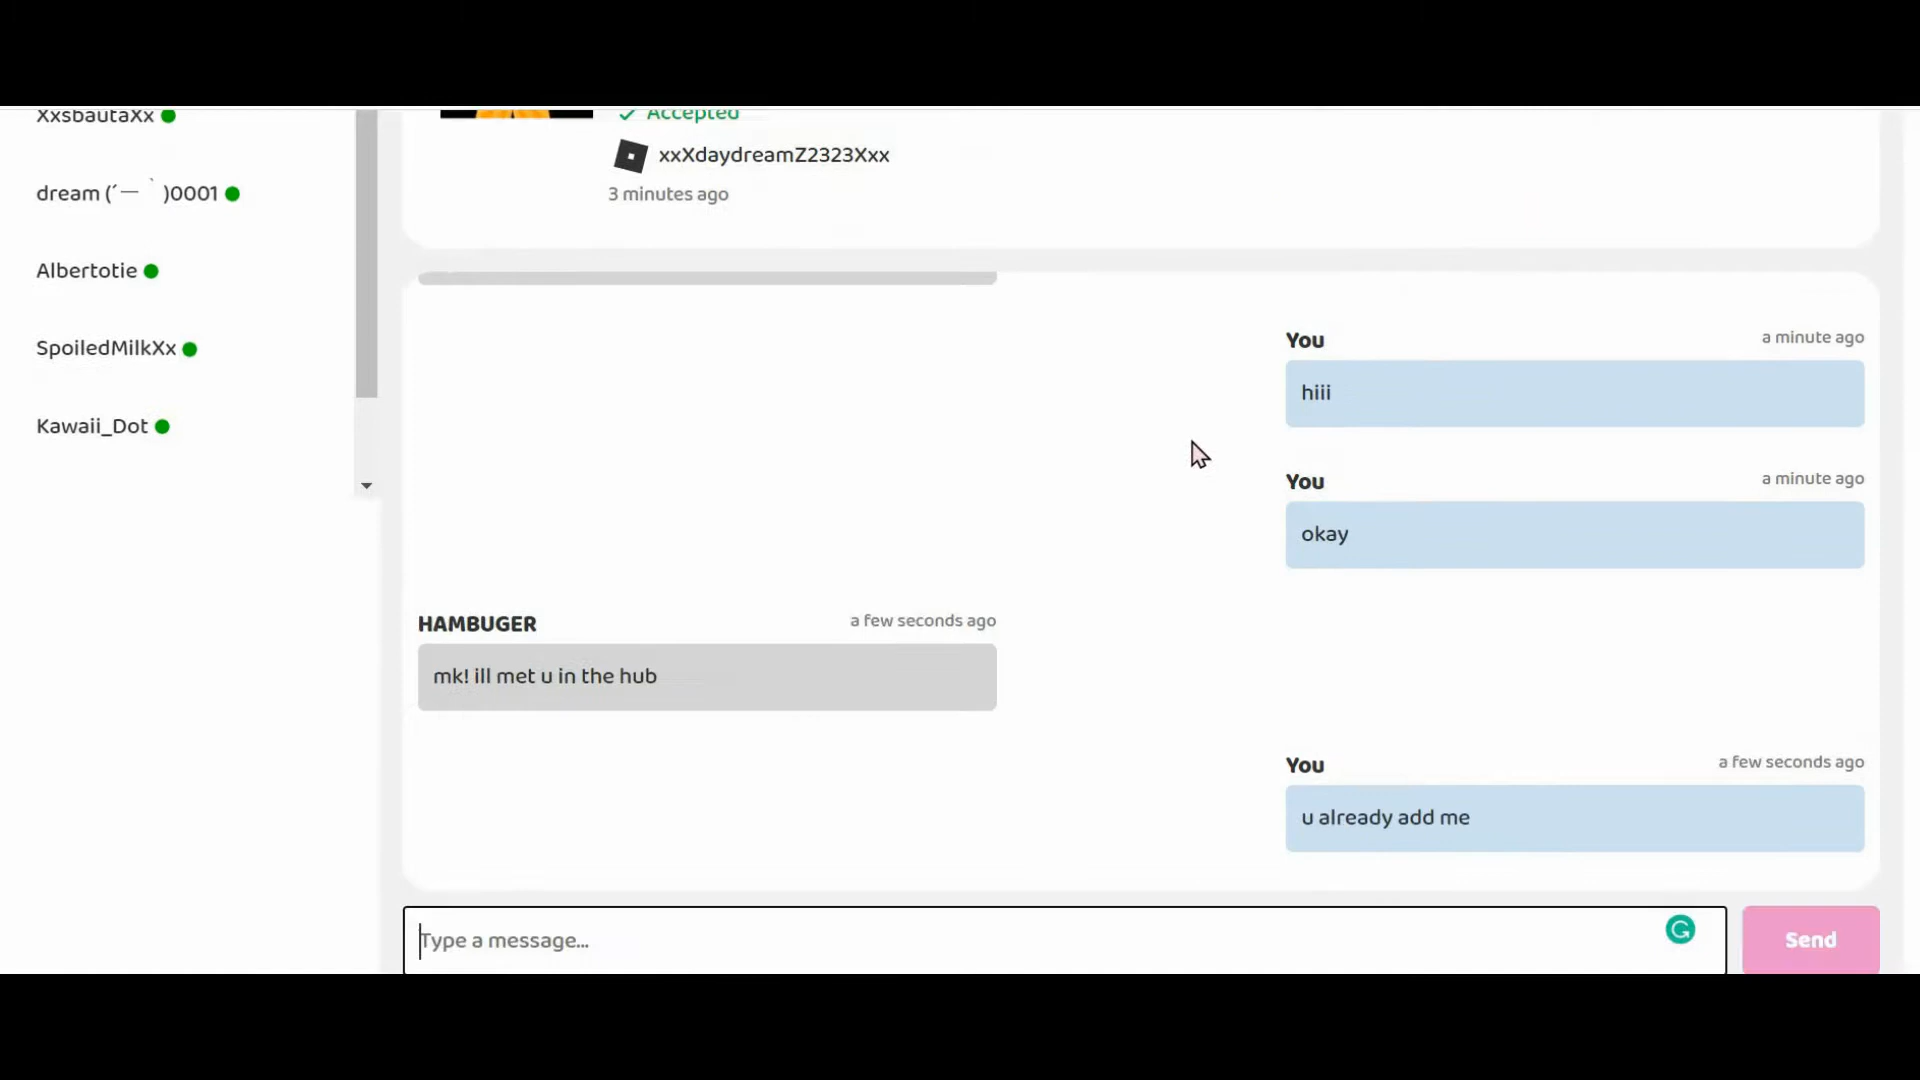 XxsbautaXx
dream (´ー｀)0001
Albertotie
SpoiledMilkXx
Kawaii_Dot
Accepted
xxXdaydreamZ2323Xxx
3 minutes ago
You a minute ago
hiii
You a minute ago
okay
HAMBUGER a few seconds ago
mk! ill met u in the hub
You a few seconds ago
u already add me
Type a message...
Send